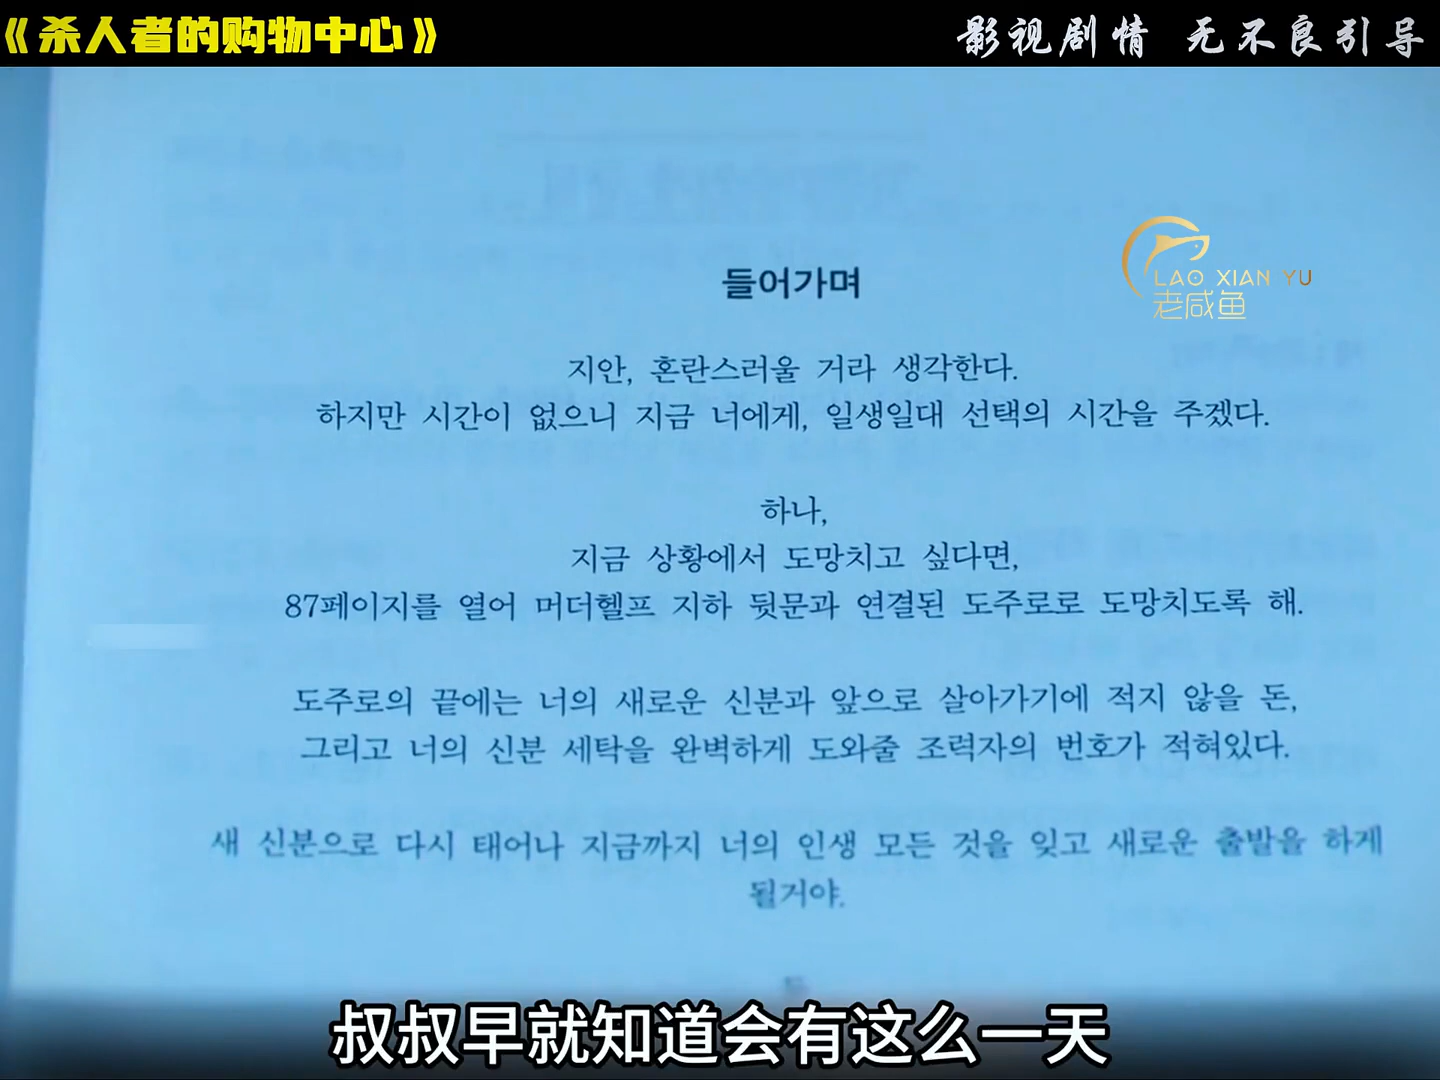 《杀人者的购物中心》
影视剧情 无不良引导
LAO XIAN YU
老咸鱼
들어가며
지안, 혼란스러울 거라 생각한다.
하지만 시간이 없으니 지금 너에게, 일생일대 선택의 시간을 주겠다.
하나,
지금 상황에서 도망치고 싶다면,
87페이지를 열어 머더헬프 지하 뒷문과 연결된 도주로로 도망치도록 해.
도주로의 끝에는 너의 새로운 신분과 앞으로 살아가기에 적지 않을 돈,
그리고 너의 신분 세탁을 완벽하게 도와줄 조력자의 번호가 적혀있다.
새 신분으로 다시 태어나 지금까지 너의 인생 모든 것을 잊고 새로운 출발을 하게
될거야.
叔叔早就知道会有这么一天